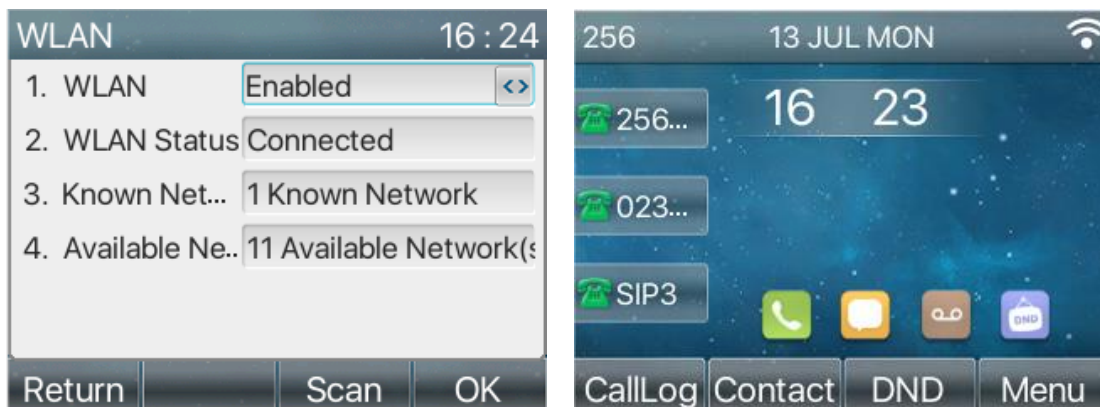 WLAN 16 : 24
1. WLAN Enabled <>
2. WLAN Status Connected
3. Known Net... 1 Known Network
4. Available Ne.. 11 Available Network(s
Return Scan OK
256 13 JUL MON
16 23
256...
023...
SIP3
DND
CallLog Contact DND Menu